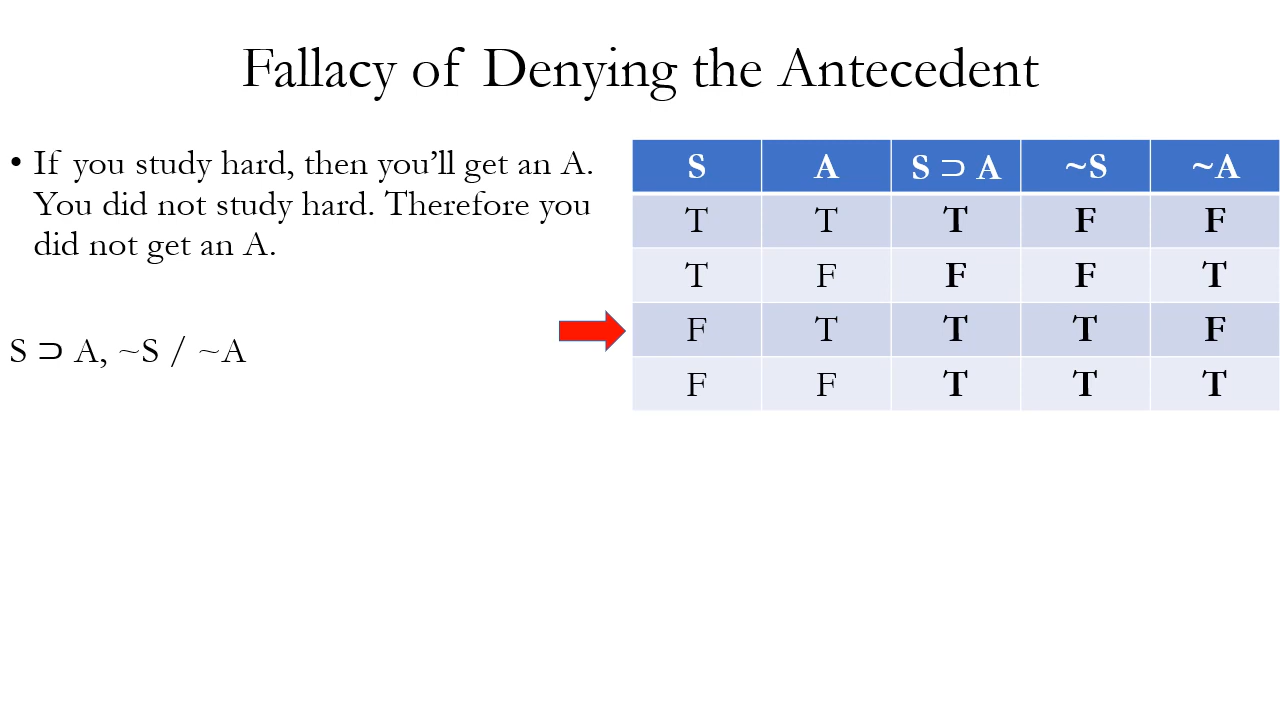 Fallacy of Denying the Antecedent
• If you study hard, then you’ll get an A.
You did not study hard. Therefore you
did not get an A.
S ⊃ A, ~S / ~A
S A S ⊃ A ~S ~A
T T T F F
T F F F T
F T T T F
F F T T T